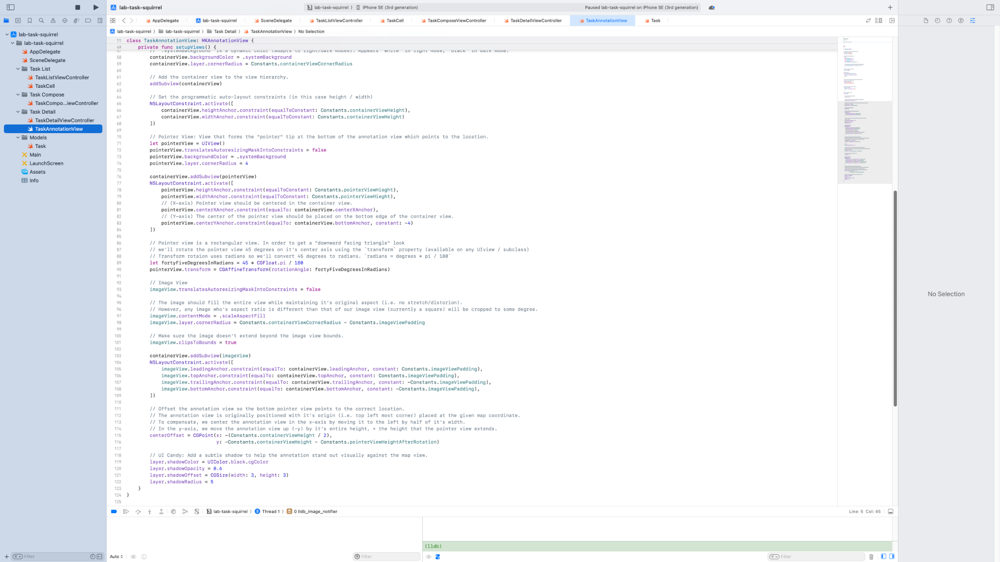 lab-task-squirrel
lab-task-squirrel 〉 iPhone SE (3rd generation)
Paused lab-task-squirrel on iPhone SE (3rd generation)
AppDelegate
lab-task-squirrel
SceneDelegate
TaskListViewController
TaskCell
TaskComposeViewController
TaskDetailViewController
TaskAnnotationView
Task
lab-task-squirrel 〉 lab-task-squirrel 〉 Task Detail 〉 TaskAnnotationView 〉 No Selection
lab-task-squirrel
lab-task-squirrel
AppDelegate
SceneDelegate
Task List
TaskListViewController
TaskCell
Task Compose
TaskCompo...iewController
Task Detail
TaskDetailViewController
TaskAnnotationView
Models
Task
Main
LaunchScreen
Assets
Info
Filter
11 class TaskAnnotationView: MKAnnotationView {
49     private func setupViews() {
57         // `.systemBackground` is a dynamic color (adapts to light/dark modes). Appears "white" in light mode, "black" in dark mode.
58         containerView.backgroundColor = .systemBackground
59         containerView.layer.cornerRadius = Constants.containerViewCornerRadius
60
61         // Add the container view to the view hierarchy.
62         addSubview(containerView)
63
64         // Set the programmatic auto-layout constraints (in this case height / width)
65         NSLayoutConstraint.activate([
66             containerView.heightAnchor.constraint(equalToConstant: Constants.containerViewHeight),
67             containerView.widthAnchor.constraint(equalToConstant: Constants.containerViewHeight)
68         ])
69
70         // Pointer View: View that forms the "pointer" tip at the bottom of the annotation view which points to the location.
71         let pointerView = UIView()
72         pointerView.translatesAutoresizingMaskIntoConstraints = false
73         pointerView.backgroundColor = .systemBackground
74         pointerView.layer.cornerRadius = 4
75
76         containerView.addSubview(pointerView)
77         NSLayoutConstraint.activate([
78             pointerView.heightAnchor.constraint(equalToConstant: Constants.pointerViewHieght),
79             pointerView.widthAnchor.constraint(equalToConstant: Constants.pointerViewHieght),
80             // (X-axis) Pointer view should be centered in the container view.
81             pointerView.centerXAnchor.constraint(equalTo: containerView.centerXAnchor),
82             // (Y-axis) The center of the pointer view should be placed on the bottom edge of the container view.
83             pointerView.centerYAnchor.constraint(equalTo: containerView.bottomAnchor, constant: -4)
84         ])
85
86         // Pointer view is a rectangular view. In order to get a "downward facing triangle" look
87         // we'll rotate the pointer view 45 degrees on it's center axis using the `transform` property (available on any UIview / subclass)
88         // Transform rotaion uses radians so we'll convert 45 degrees to radians. `radians = degrees * pi / 180`
89         let fortyFiveDegreesInRadians = 45 * CGFloat.pi / 180
90         pointerView.transform = CGAffineTransform(rotationAngle: fortyFiveDegreesInRadians)
91
92         // Image View
93         imageView.translatesAutoresizingMaskIntoConstraints = false
94
95         // The image should fill the entire view while maintaining it's original aspect (i.e. no stretch/distorion).
96         // However, any image who's aspect ratio is different than that of our image view (currently a square) will be cropped to some degree.
97         imageView.contentMode = .scaleAspectFill
98         imageView.layer.cornerRadius = Constants.containerViewCornerRadius - Constants.imageViewPadding
99
100         // Make sure the image doesn't extend beyond the image view bounds.
101         imageView.clipsToBounds = true
102
103         containerView.addSubview(imageView)
104         NSLayoutConstraint.activate([
105             imageView.leadingAnchor.constraint(equalTo: containerView.leadingAnchor, constant: Constants.imageViewPadding),
106             imageView.topAnchor.constraint(equalTo: containerView.topAnchor, constant: Constants.imageViewPadding),
107             imageView.trailingAnchor.constraint(equalTo: containerView.trailingAnchor, constant: -Constants.imageViewPadding),
108             imageView.bottomAnchor.constraint(equalTo: containerView.bottomAnchor, constant: -Constants.imageViewPadding),
109         ])
110
111         // Offset the annotation view so the bottom pointer view points to the correct location.
112         // The annotation view is originally positioned with it's origin (i.e. top left most corner) placed at the given map coordinate.
113         // To compensate, we center the annotation view in the x-axis by moving it to the left by half of it's width.
114         // In the y-axis, we move the annotation view up (-y) by it's entire height, + the height that the pointer view extends.
115         centerOffset = CGPoint(x: -(Constants.containerViewHeight / 2),
116                                y: -Constants.containerViewHeight - Constants.pointerViewHeightAfterRotation)
117
118         // UI Candy: Add a subtle shadow to help the annotation stand out visually against the map view.
119         layer.shadowColor = UIColor.black.cgColor
120         layer.shadowOpacity = 0.6
121         layer.shadowOffset = CGSize(width: 3, height: 3)
122         layer.shadowRadius = 5
123     }
124 }
125
No Selection
lab-task-squirrel 〉 Thread 1 〉 0 lldb_image_notifier
Line: 5 Col: 45
(lldb)
Auto
Filter
Filter